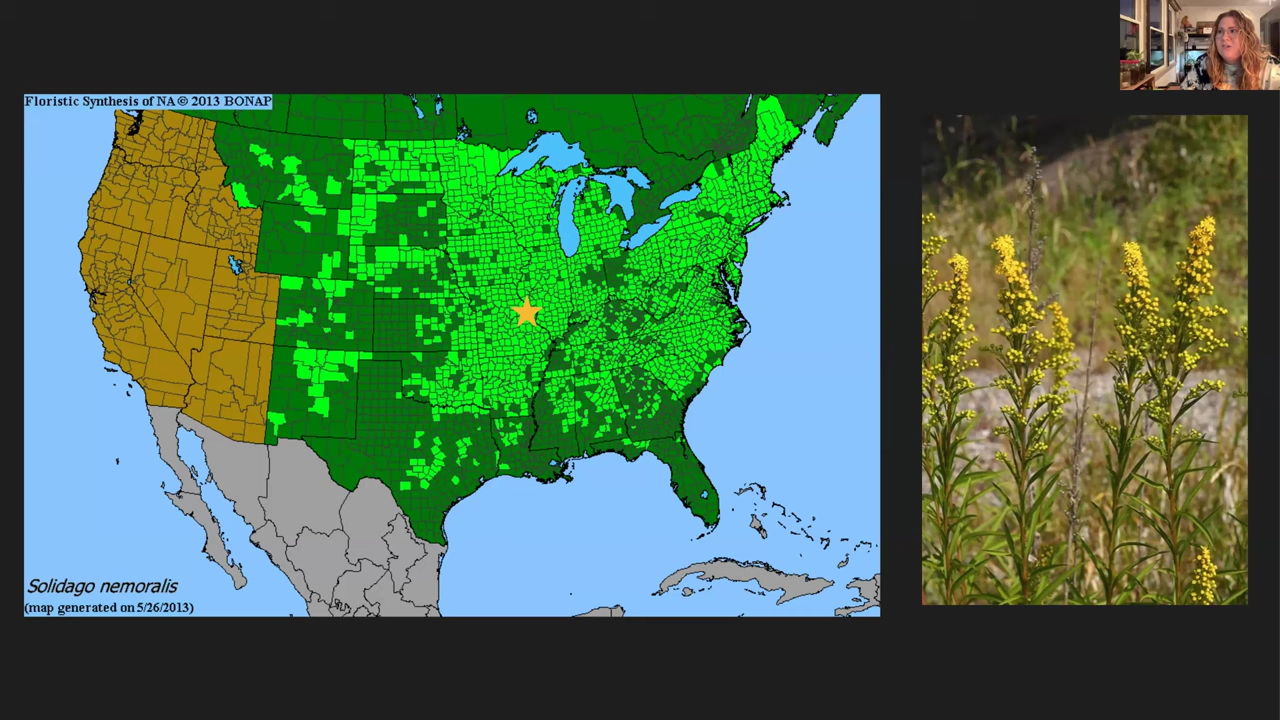 Floristic Synthesis of NA © 2013 BONAP
Solidago nemoralis
(map generated on 5/26/2013)